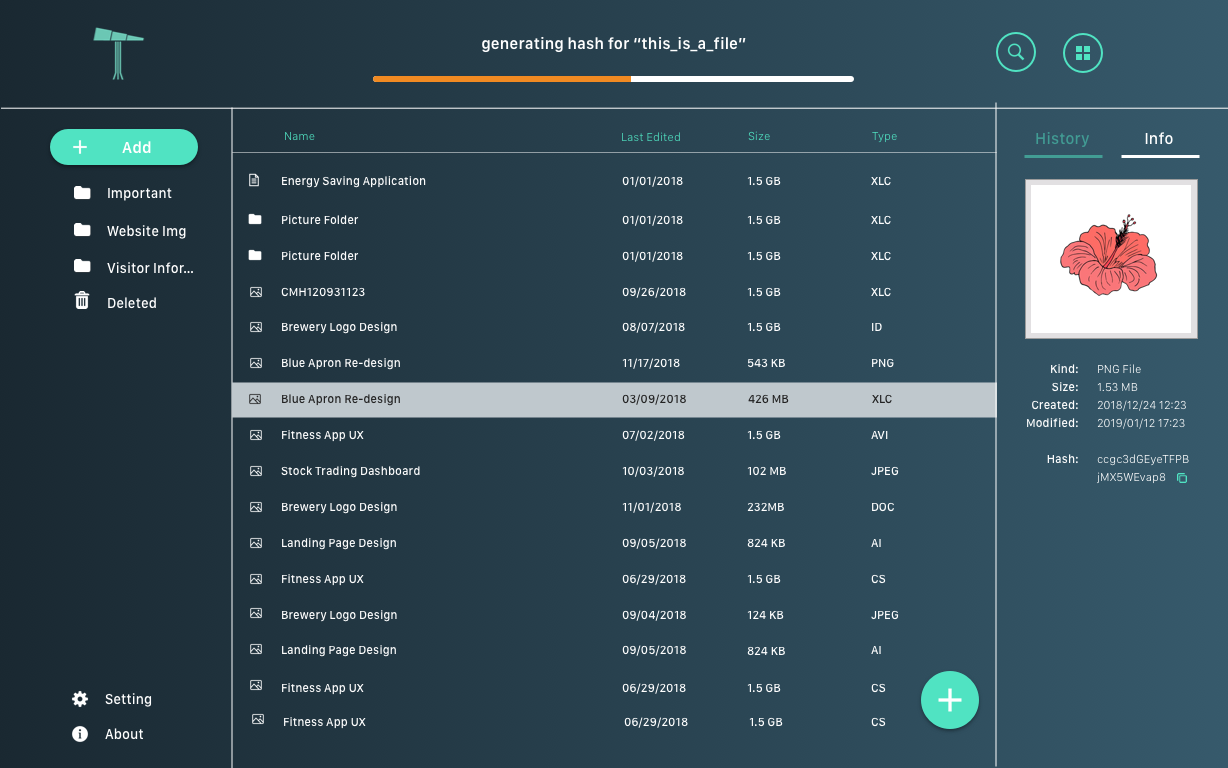 generating hash for "this_is_a_file"
Add
Important
Website Img
Visitor Infor...
Deleted
Setting
About
Name Last Edited Size Type
Energy Saving Application 01/01/2018 1.5 GB XLC
Picture Folder 01/01/2018 1.5 GB XLC
Picture Folder 01/01/2018 1.5 GB XLC
CMH120931123 09/26/2018 1.5 GB XLC
Brewery Logo Design 08/07/2018 1.5 GB ID
Blue Apron Re-design 11/17/2018 543 KB PNG
Blue Apron Re-design 03/09/2018 426 MB XLC
Fitness App UX 07/02/2018 1.5 GB AVI
Stock Trading Dashboard 10/03/2018 102 MB JPEG
Brewery Logo Design 11/01/2018 232MB DOC
Landing Page Design 09/05/2018 824 KB AI
Fitness App UX 06/29/2018 1.5 GB CS
Brewery Logo Design 09/04/2018 124 KB JPEG
Landing Page Design 09/05/2018 824 KB AI
Fitness App UX 06/29/2018 1.5 GB CS
Fitness App UX 06/29/2018 1.5 GB CS
History Info
Kind: PNG File
Size: 1.53 MB
Created: 2018/12/24 12:23
Modified: 2019/01/12 17:23
Hash: ccgc3dGEyeTFPB
jMX5WEvap8